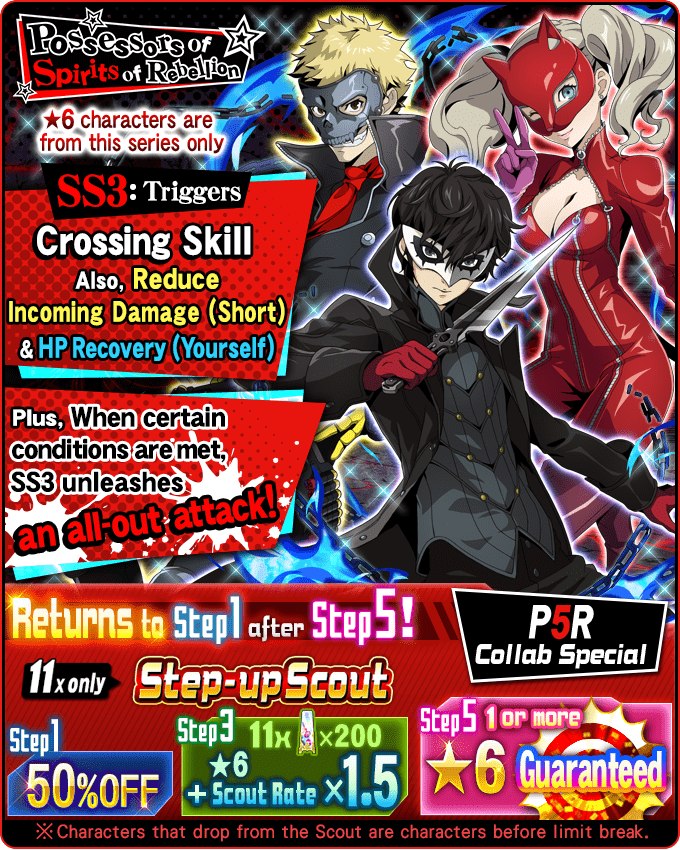 Possessors of
Spirits of Rebellion
★6 characters are
from this series only
SS3: Triggers
Crossing Skill
Also, Reduce
Incoming Damage (Short)
& HP Recovery (Yourself)
Plus, When certain
conditions are met,
SS3 unleashes
an all-out attack!
Returns to Step1 after Step5!
P5R
Collab Special
11x only
Step-up Scout
Step1
50%OFF
Step3
11x ×200
★6
+ Scout Rate ×1.5
Step5 1 or more
★6 Guaranteed
※Characters that drop from the Scout are characters before limit break.